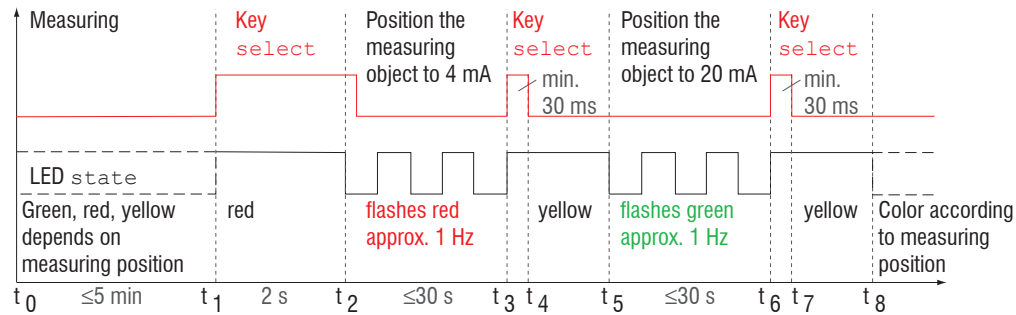 Measuring
Key
select
Position the
measuring
object to 4 mA
Key
select
Position the
measuring
object to 20 mA
Key
select
min.
30 ms
min.
30 ms
LED state
Green, red, yellow
depends on
measuring position
red
flashes red
approx. 1 Hz
yellow
flashes green
approx. 1 Hz
yellow
Color according
to measuring
position
t0 ≤5 min t1 2 s t2 ≤30 s t3 t4 t5 ≤30 s t6 t7 t8